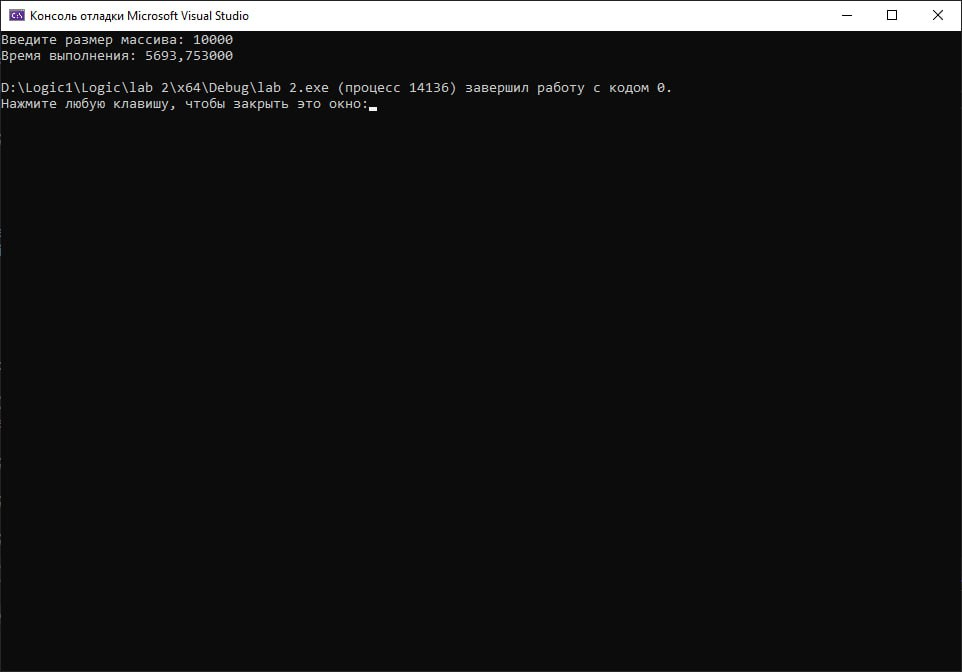 Консоль отладки Microsoft Visual Studio
Введите размер массива: 10000
Время выполнения: 5693,753000
D:\Logic1\Logic\lab 2\x64\Debug\lab 2.exe (процесс 14136) завершил работу с кодом 0.
Нажмите любую клавишу, чтобы закрыть это окно: